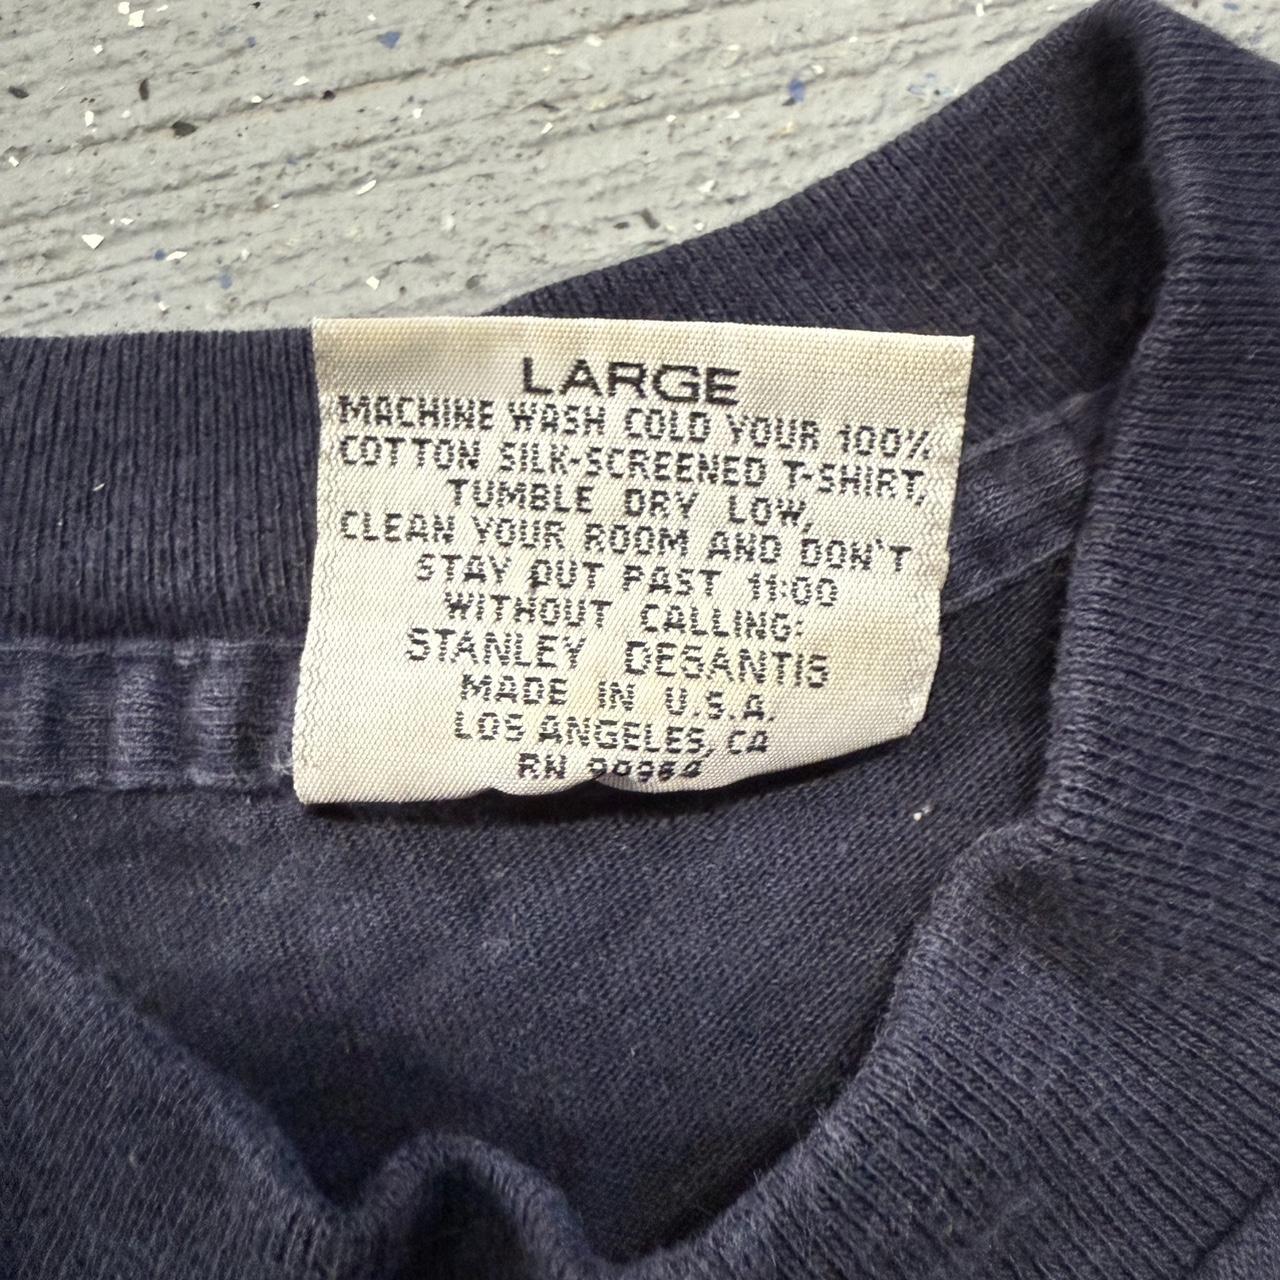 LARGE
MACHINE WASH COLD YOUR 100%
COTTON SILK-SCREENED T-SHIRT,
TUMBLE DRY LOW,
CLEAN YOUR ROOM AND DON'T
STAY OUT PAST 11:00
WITHOUT CALLING:
STANLEY DESANTIS
MADE IN U.S.A.
LOS ANGELES, CA
RN